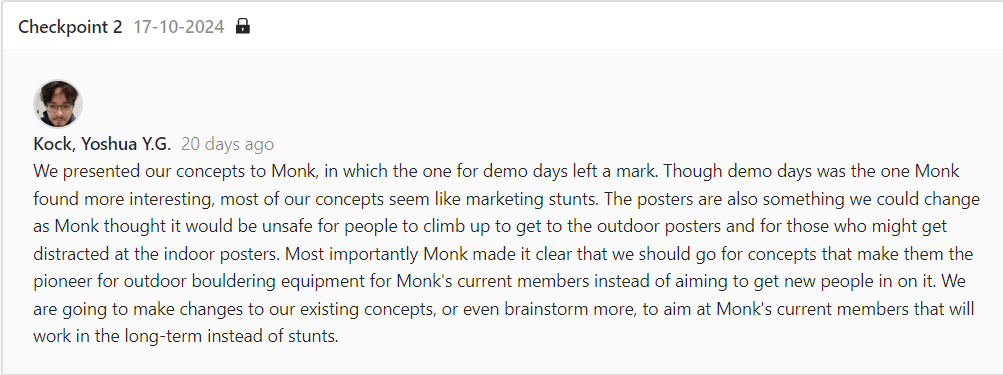 Checkpoint 2 17-10-2024
Kock, Yoshua Y.G. 20 days ago
We presented our concepts to Monk, in which the one for demo days left a mark. Though demo days was the one Monk
found more interesting, most of our concepts seem like marketing stunts. The posters are also something we could change
as Monk thought it would be unsafe for people to climb up to get to the outdoor posters and for those who might get
distracted at the indoor posters. Most importantly Monk made it clear that we should go for concepts that make them the
pioneer for outdoor bouldering equipment for Monk's current members instead of aiming to get new people in on it. We
are going to make changes to our existing concepts, or even brainstorm more, to aim at Monk's current members that will
work in the long-term instead of stunts.